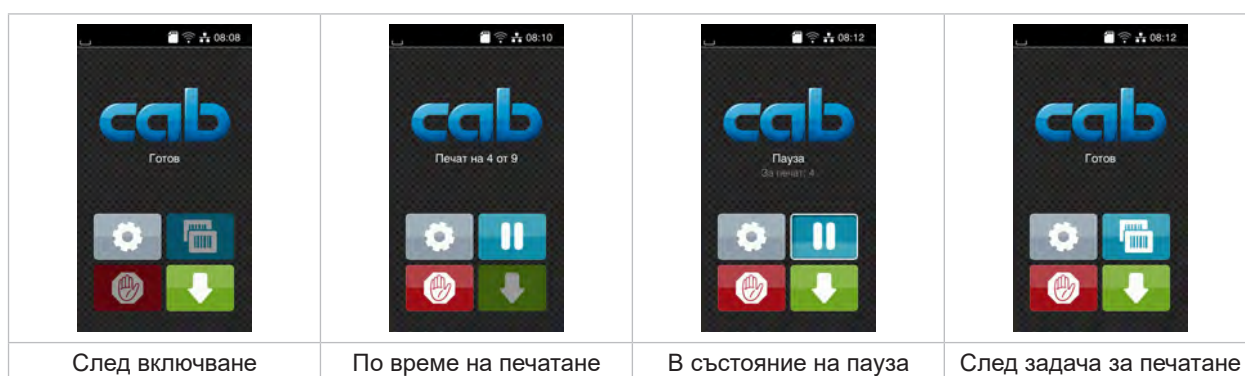 08:08
cab
Готов
След включване
08:10
cab
Печат на 4 от 9
По време на печатане
08:12
cab
Пауза
За печат: 4
В състояние на пауза
08:12
cab
Готов
След задача за печатане